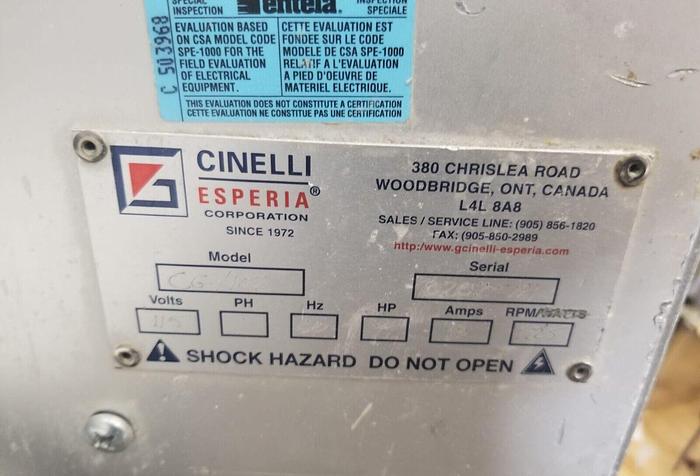 SPECIAL
INSPECTION
entela.
INSPECTION
SPECIALE
C 503968
EVALUATION BASED
ON CSA MODEL CODE
SPE-1000 FOR THE
FIELD EVALUATION
OF ELECTRICAL
EQUIPMENT.
CETTE EVALUATION EST
FONDEE SUR LE CODE
MODELE DE CSA SPE-1000
RELATIF A L'EVALUATION
A PIED D'OEUVRE DE
MATERIEL ELECTRIQUE.
THIS EVALUATION DOES NOT CONSTITUTE A CERTIFICATION
CETTE EVALUATION NE CONSTITUE PAS UNE CERTIFICATION
CINELLI
ESPERIA®
CORPORATION
SINCE 1972
380 CHRISLEA ROAD
WOODBRIDGE, ONT, CANADA
L4L 8A8
SALES / SERVICE LINE: (905) 856-1820
FAX: (905-850-2989
http:/www.gcinelli-esperia.com
Model
Serial
Volts PH Hz HP Amps RPM/WATTS
115
SHOCK HAZARD DO NOT OPEN